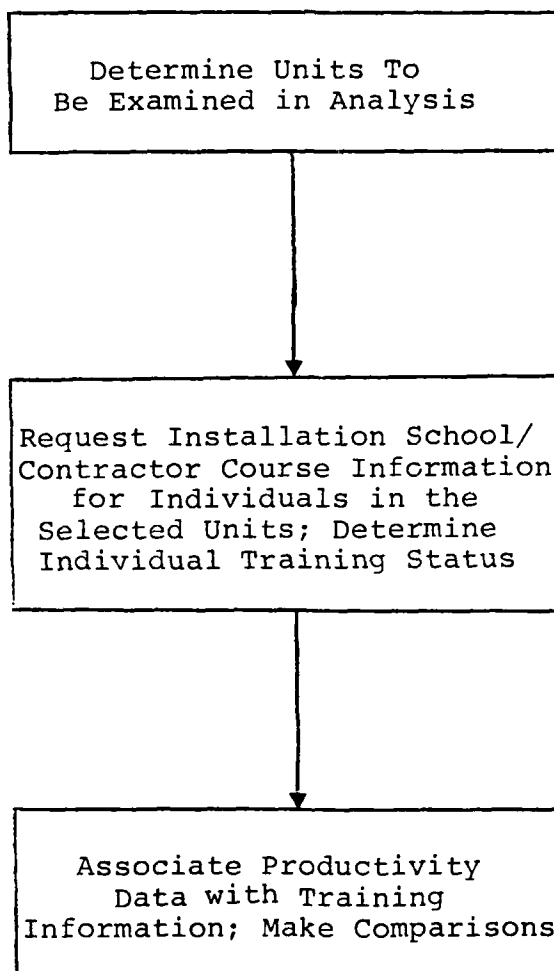 Determine Units To
Be Examined in Analysis
Request Installation School/
Contractor Course Information
for Individuals in the
Selected Units; Determine
Individual Training Status
Associate Productivity
Data with Training
Information; Make Comparisons